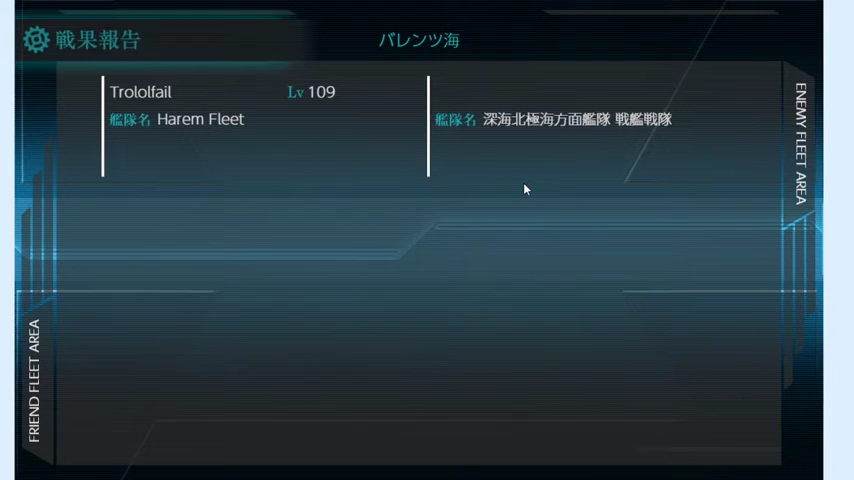 戦果報告
バレンツ海
Trololfail Lv 109
艦隊名 Harem Fleet
艦隊名 深海北極海方面艦隊 戦艦戦隊
ENEMY FLEET AREA
FRIEND FLEET AREA